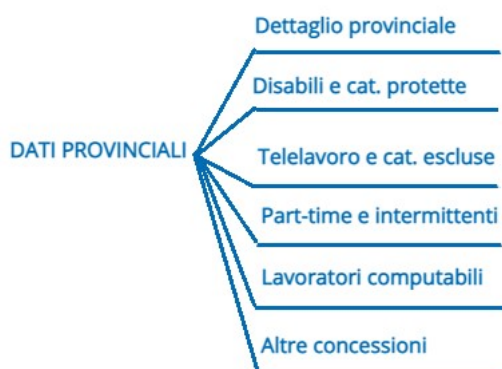 Dettaglio provinciale
Disabili e cat. protette
DATI PROVINCIALI
Telelavoro e cat. escluse
Part-time e intermittenti
Lavoratori computabili
Altre concessioni